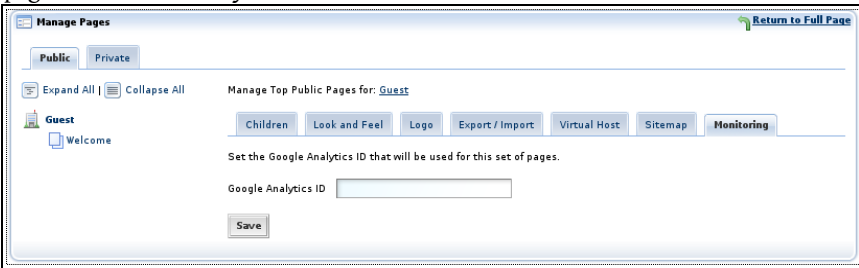 Manage Pages
Return to Full Page
Public Private
Expand All | Collapse All
Manage Top Public Pages for: Guest
Guest
Welcome
Children Look and Feel Logo Export / Import Virtual Host Sitemap Monitoring
Set the Google Analytics ID that will be used for this set of pages.
Google Analytics ID
Save